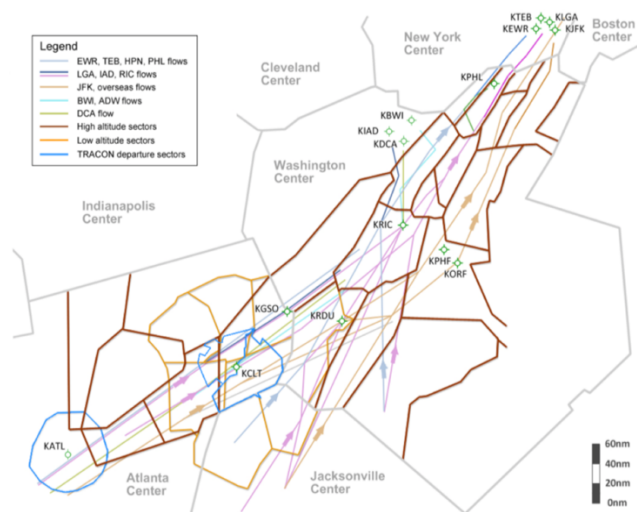 KTEB
KLGA
KEWR
KJFK
Boston
Center
New York
Center
Legend
EWR, TEB, HPN, PHL flows
LGA, IAD, RIC flows
JFK, overseas flows
BWI, ADW flows
DCA flow
High altitude sectors
Low altitude sectors
TRACON departure sectors
Cleveland
Center
KPHL
KBWI
KIAD
KDCA
Washington
Center
Indianapolis
Center
KRIC
KPHF
KORF
KGSO
KRDU
KCLT
KATL
Atlanta
Center
Jacksonville
Center
60nm
40nm
20nm
0nm